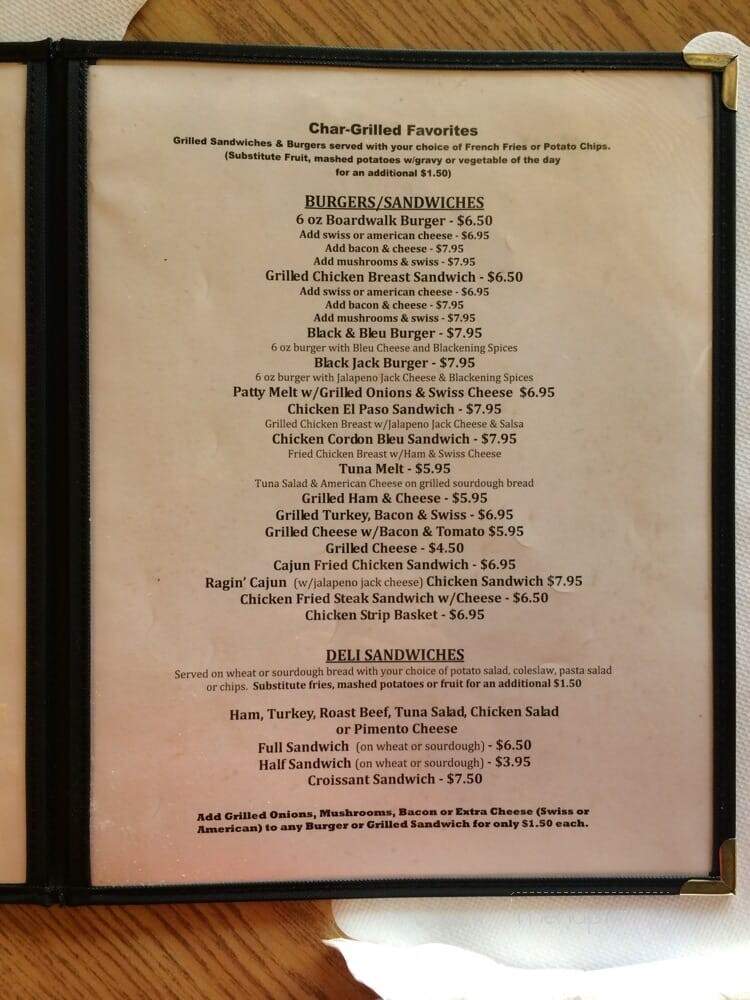 Char-Grilled Favorites
Grilled Sandwiches & Burgers served with your choice of French Fries or Potato Chips.
(Substitute Fruit, mashed potatoes w/gravy or vegetable of the day
for an additional $1.50)
BURGERS/SANDWICHES
6 oz Boardwalk Burger - $6.50
Add swiss or american cheese - $6.95
Add bacon & cheese - $7.95
Add mushrooms & swiss - $7.95
Grilled Chicken Breast Sandwich - $6.50
Add swiss or american cheese - $6.95
Add bacon & cheese - $7.95
Add mushrooms & swiss - $7.95
Black & Bleu Burger - $7.95
6 oz burger with Bleu Cheese and Blackening Spices
Black Jack Burger - $7.95
6 oz burger with Jalapeno Jack Cheese & Blackening Spices
Patty Melt w/Grilled Onions & Swiss Cheese $6.95
Chicken El Paso Sandwich - $7.95
Grilled Chicken Breast w/Jalapeno Jack Cheese & Salsa
Chicken Cordon Bleu Sandwich - $7.95
Fried Chicken Breast w/Ham & Swiss Cheese
Tuna Melt - $5.95
Tuna Salad & American Cheese on grilled sourdough bread
Grilled Ham & Cheese - $5.95
Grilled Turkey, Bacon & Swiss - $6.95
Grilled Cheese w/Bacon & Tomato $5.95
Grilled Cheese - $4.50
Cajun Fried Chicken Sandwich - $6.95
Ragin' Cajun (w/jalapeno jack cheese) Chicken Sandwich $7.95
Chicken Fried Steak Sandwich w/Cheese - $6.50
Chicken Strip Basket - $6.95
DELI SANDWICHES
Served on wheat or sourdough bread with your choice of potato salad, coleslaw, pasta salad
or chips. Substitute fries, mashed potatoes or fruit for an additional $1.50
Ham, Turkey, Roast Beef, Tuna Salad, Chicken Salad
or Pimento Cheese
Full Sandwich (on wheat or sourdough) - $6.50
Half Sandwich (on wheat or sourdough) - $3.95
Croissant Sandwich - $7.50
Add Grilled Onions, Mushrooms, Bacon or Extra Cheese (Swiss or
American) to any Burger or Grilled Sandwich for only $1.50 each.